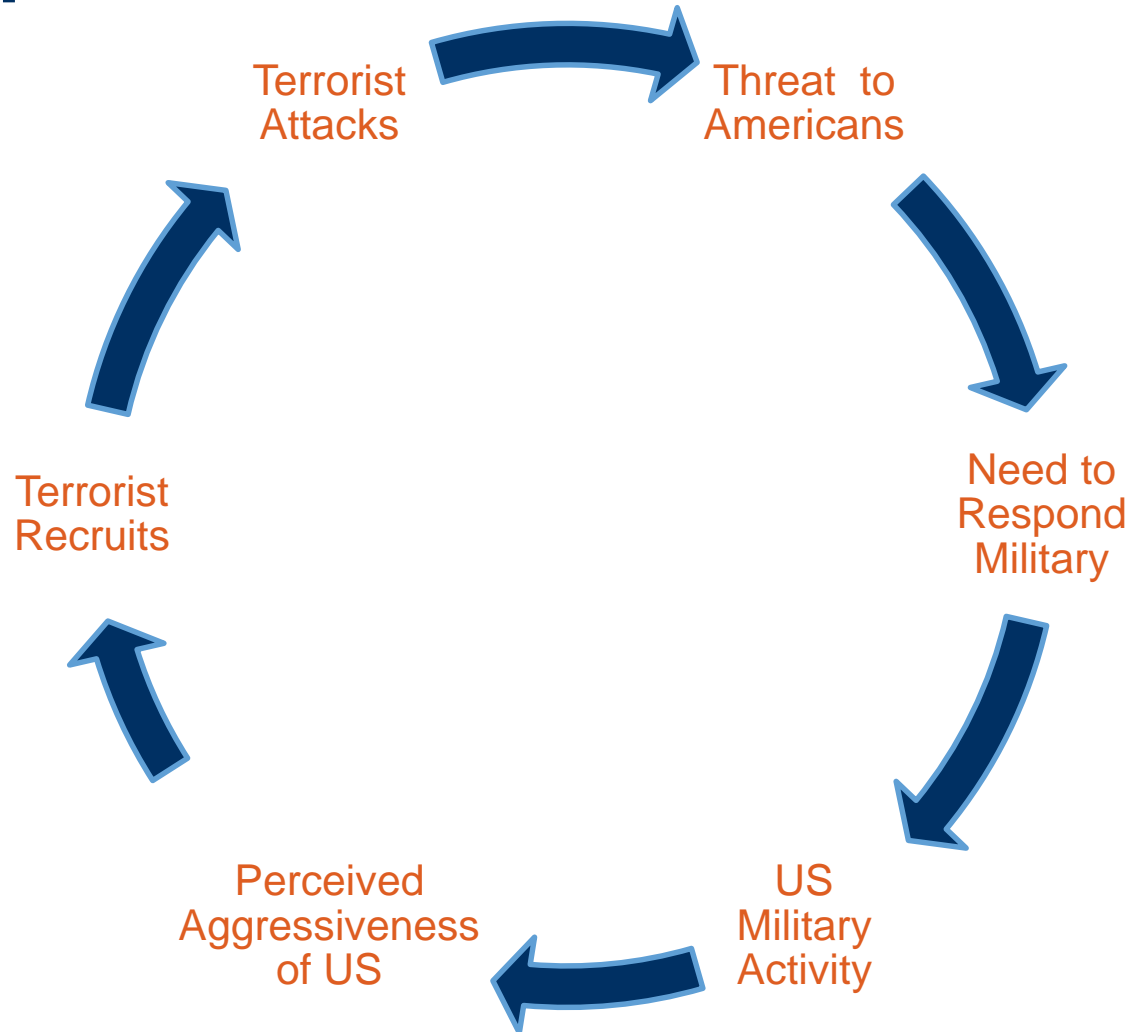 Terrorist
Attacks
Threat to
Americans
Need to
Respond
Military
US
Military
Activity
Perceived
Aggressiveness
of US
Terrorist
Recruits